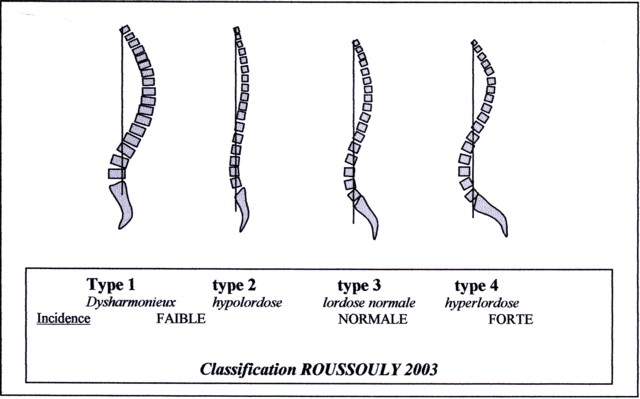 Type 1 type 2 type 3 type 4
Dysharmonieux hypolordose lordose normale hyperlordose
Incidence FAIBLE NORMALE FORTE
Classification ROUSSOULY 2003